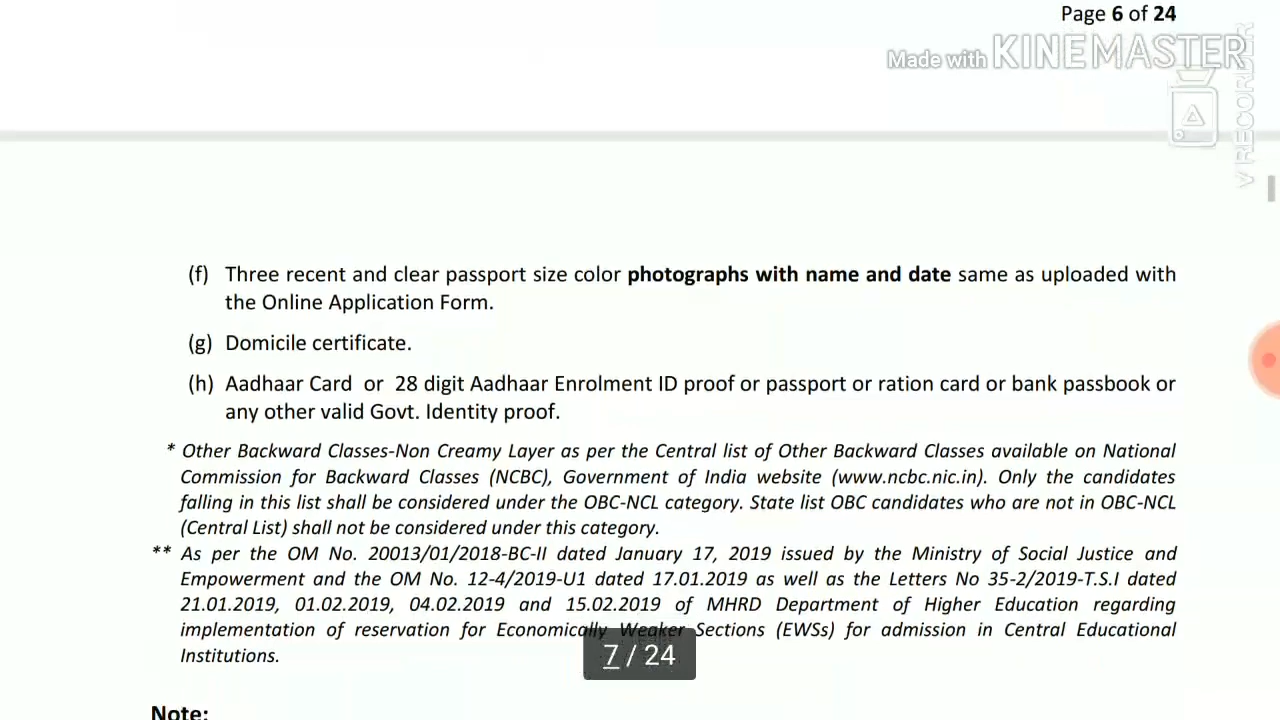 Page 6 of 24
Made with KINEMASTER
V RECORDER
(f) Three recent and clear passport size color photographs with name and date same as uploaded with
the Online Application Form.
(g) Domicile certificate.
(h) Aadhaar Card or 28 digit Aadhaar Enrolment ID proof or passport or ration card or bank passbook or
any other valid Govt. Identity proof.
* Other Backward Classes-Non Creamy Layer as per the Central list of Other Backward Classes available on National
Commission for Backward Classes (NCBC), Government of India website (www.ncbc.nic.in). Only the candidates
falling in this list shall be considered under the OBC-NCL category. State list OBC candidates who are not in OBC-NCL
(Central List) shall not be considered under this category.
** As per the OM No. 20013/01/2018-BC-II dated January 17, 2019 issued by the Ministry of Social Justice and
Empowerment and the OM No. 12-4/2019-U1 dated 17.01.2019 as well as the Letters No 35-2/2019-T.S.I dated
21.01.2019, 01.02.2019, 04.02.2019 and 15.02.2019 of MHRD Department of Higher Education regarding
implementation of reservation for Economically Weaker Sections (EWSs) for admission in Central Educational
Institutions.
7 / 24
Note: